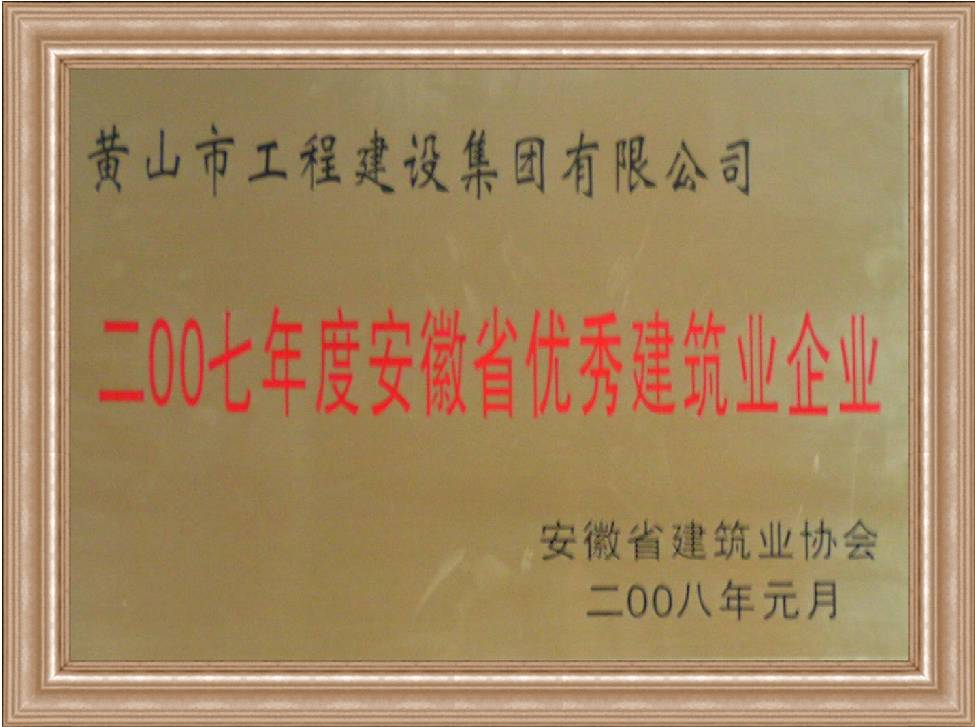 黄山市工程建设集团有限公司
二00七年度安徽省优秀建筑业企业
安徽省建筑业协会
二00八年元月